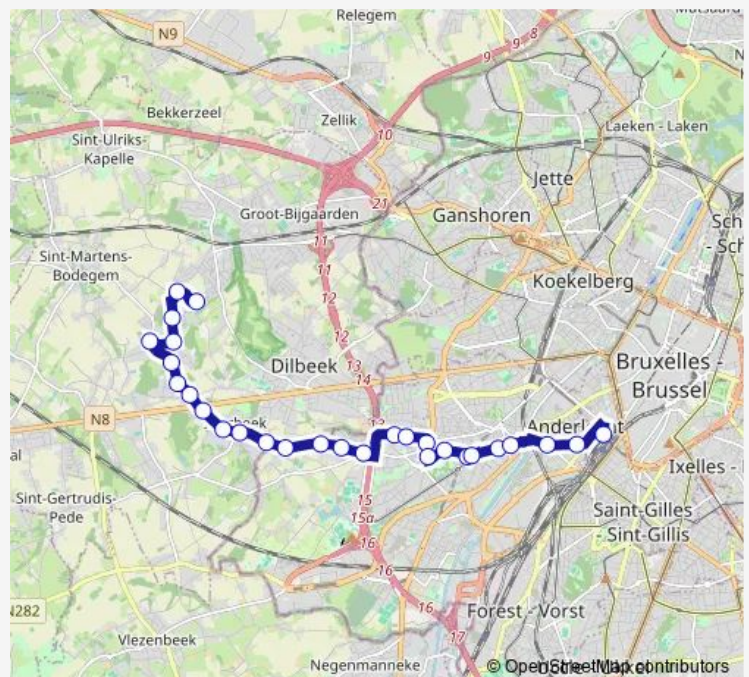 Relegem
N9
9
9
8
Bekkerzeel
Zellik
10
Laeken - Laken
Sint-Ulriks-
Kapelle
Jette
21
Groot-Bijgaarden
Ganshoren
Sch
11
Sint-Martens-
Bodegem
11
Koekelberg
12
12
Dilbeek
13
14
Bruxelles -
Brussel
N8
Ixelles -
15
Sint-Gertrudis-
Pede
Saint-Gilles
- Sint-Gillis
15a
16
16
N282
16
Forest - Vorst
17
Vlezenbeek
Negenmanneke
© OpenStreetMap contributors